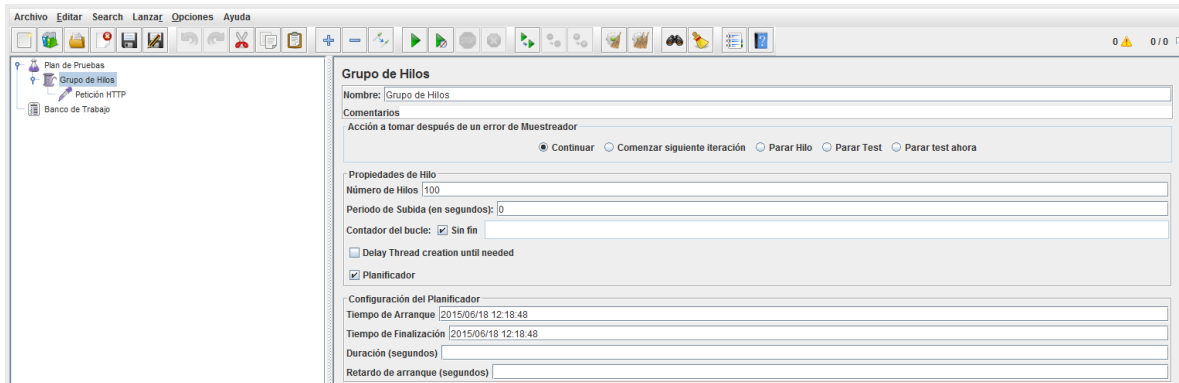 Archivo Editar Search Lanzar Opciones Ayuda
0 0 / 0
Plan de Pruebas
Grupo de Hilos
Petición HTTP
Banco de Trabajo
Grupo de Hilos
Nombre: Grupo de Hilos
Comentarios
Acción a tomar después de un error de Muestreador
Continuar Comenzar siguiente iteración Parar Hilo Parar Test Parar test ahora
Propiedades de Hilo
Número de Hilos 100
Periodo de Subida (en segundos): 0
Contador del bucle: Sin fin
Delay Thread creation until needed
Planificador
Configuración del Planificador
Tiempo de Arranque 2015/06/18 12:18:48
Tiempo de Finalización 2015/06/18 12:18:48
Duración (segundos)
Retardo de arranque (segundos)